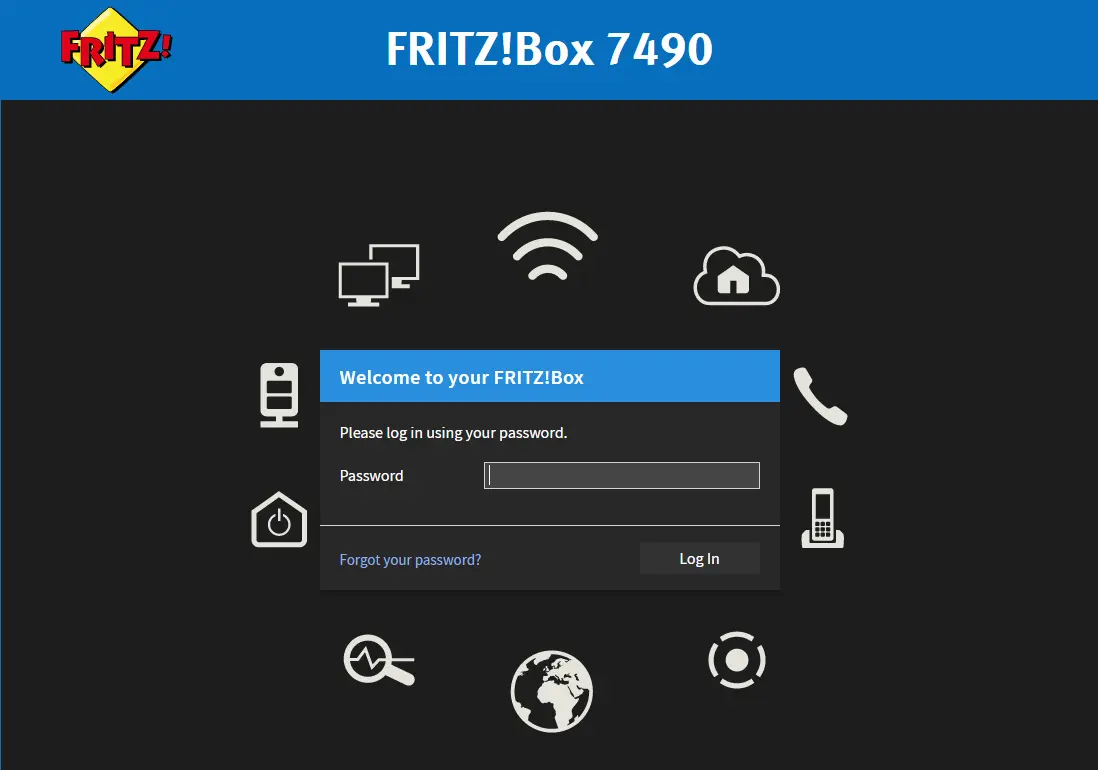 FRITZ!
FRITZ!Box 7490
Welcome to your FRITZ!Box
Please log in using your password.
Password
Forgot your password?
Log In